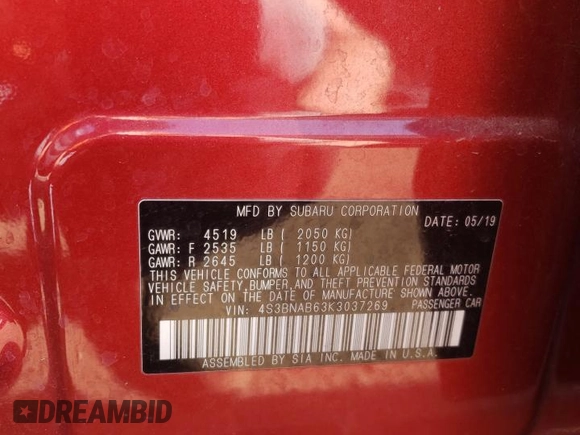 MFD BY SUBARU CORPORATION
DATE: 05/19
GVWR: 4519 LB ( 2050 KG)
GAWR: F 2535 LB ( 1150 KG)
GAWR: R 2645 LB ( 1200 KG)
THIS VEHICLE CONFORMS TO ALL APPLICABLE FEDERAL MOTOR
VEHICLE SAFETY, BUMPER, AND THEFT PREVENTION STANDARDS
IN EFFECT ON THE DATE OF MANUFACTURE SHOWN ABOVE.
VIN: 4S3BNAB63K3037269 PASSENGER CAR
ASSEMBLED BY SIA INC. MADE IN U.S.A.
DREAMBID